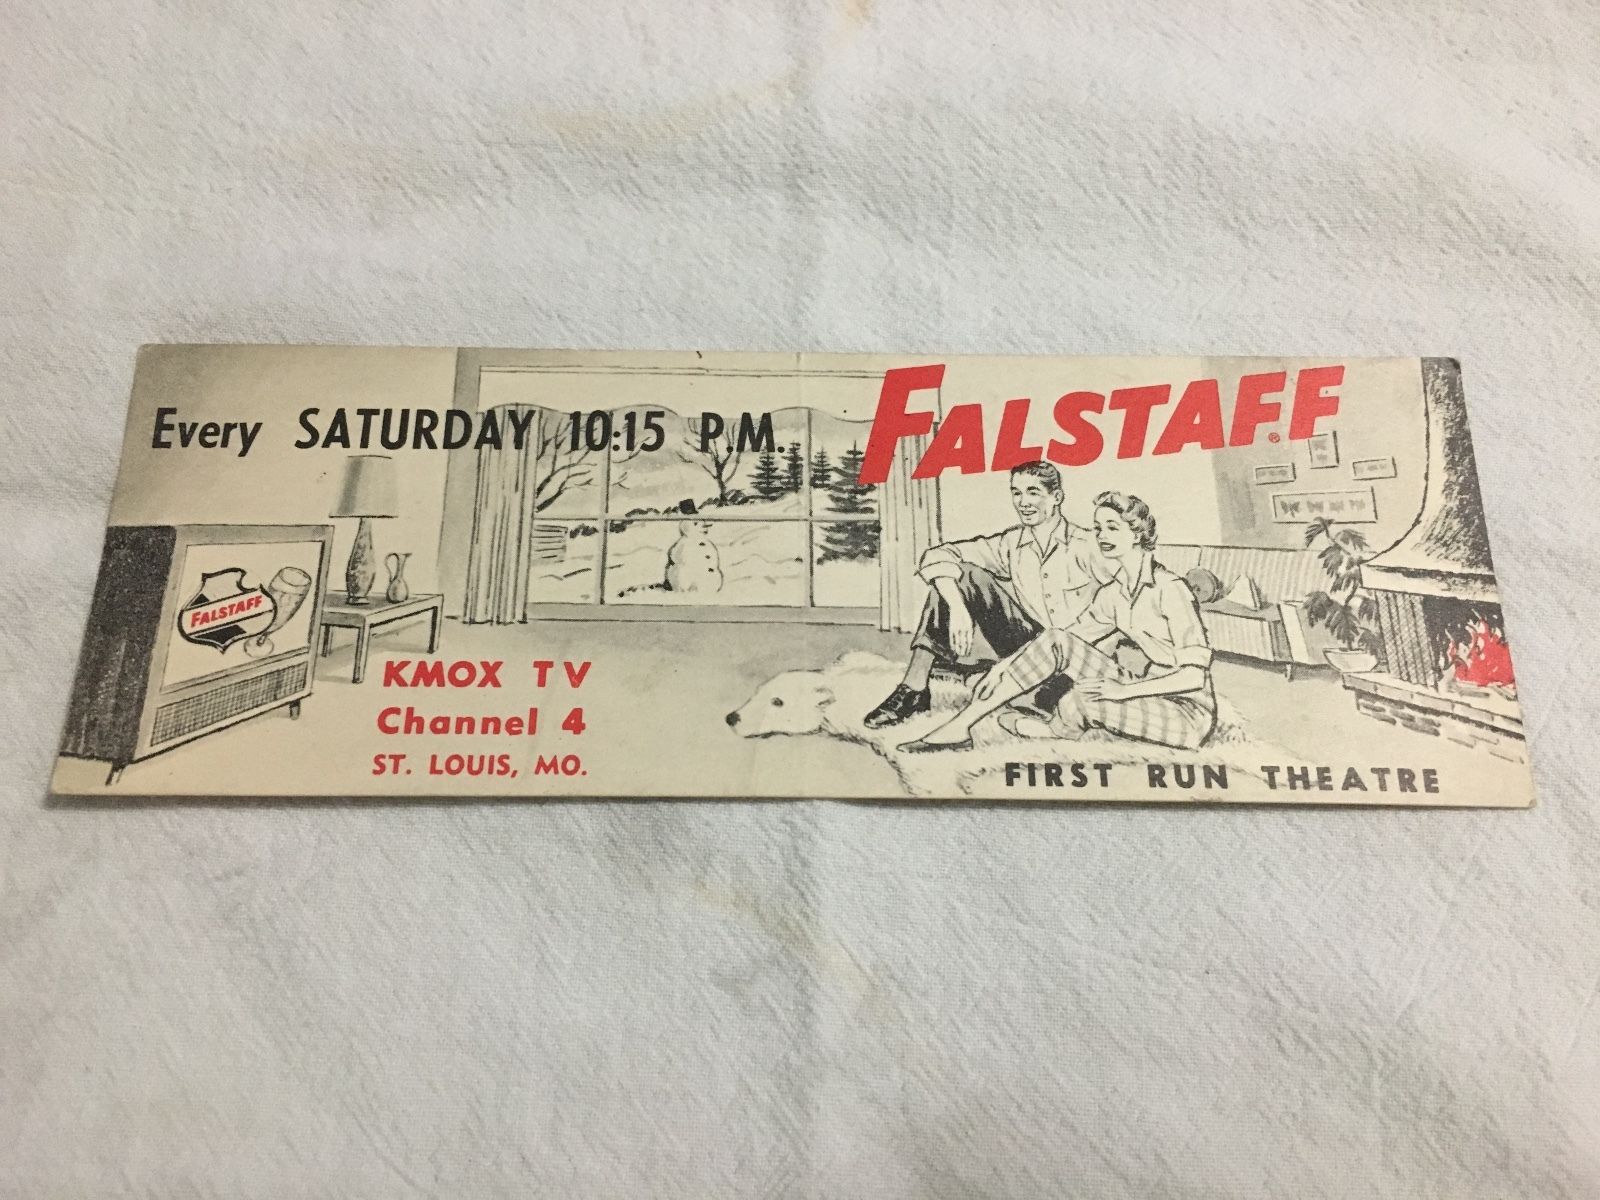 Every SATURDAY 10:15 P.M.
FALSTAFF®
FALSTAFF
KMOX TV
Channel 4
ST. LOUIS, MO.
FIRST RUN THEATRE